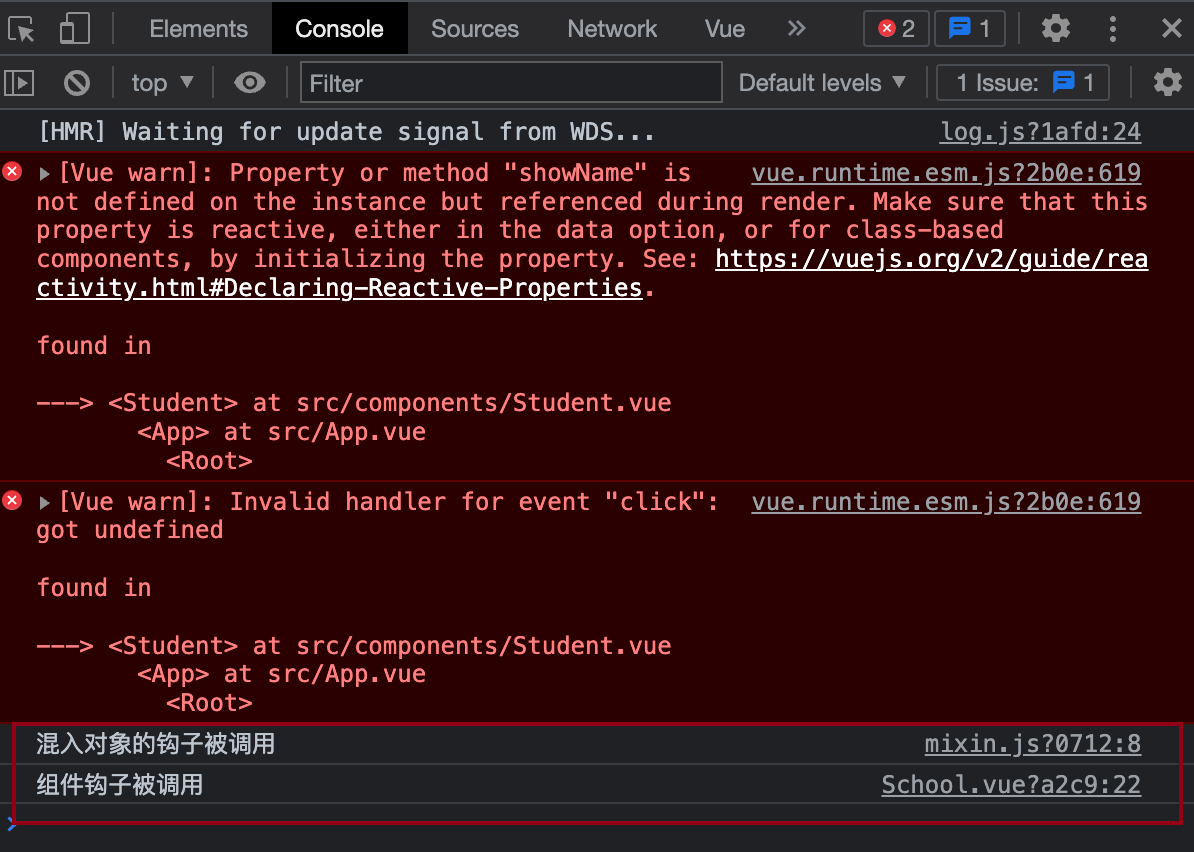 Elements Console Sources Network Vue 2 1
top Filter Default levels 1 Issue: 1
[HMR] Waiting for update signal from WDS... log.js?1afd:24
[Vue warn]: Property or method "showName" is vue.runtime.esm.js?2b0e:619
not defined on the instance but referenced during render. Make sure that this
property is reactive, either in the data option, or for class-based
components, by initializing the property. See: https://vuejs.org/v2/guide/rea
ctivity.html#Declaring-Reactive-Properties.
found in
---> <Student> at src/components/Student.vue
<App> at src/App.vue
<Root>
[Vue warn]: Invalid handler for event "click": vue.runtime.esm.js?2b0e:619
got undefined
found in
---> <Student> at src/components/Student.vue
<App> at src/App.vue
<Root>
混入对象的钩子被调用 mixin.js?0712:8
组件钩子被调用 School.vue?a2c9:22